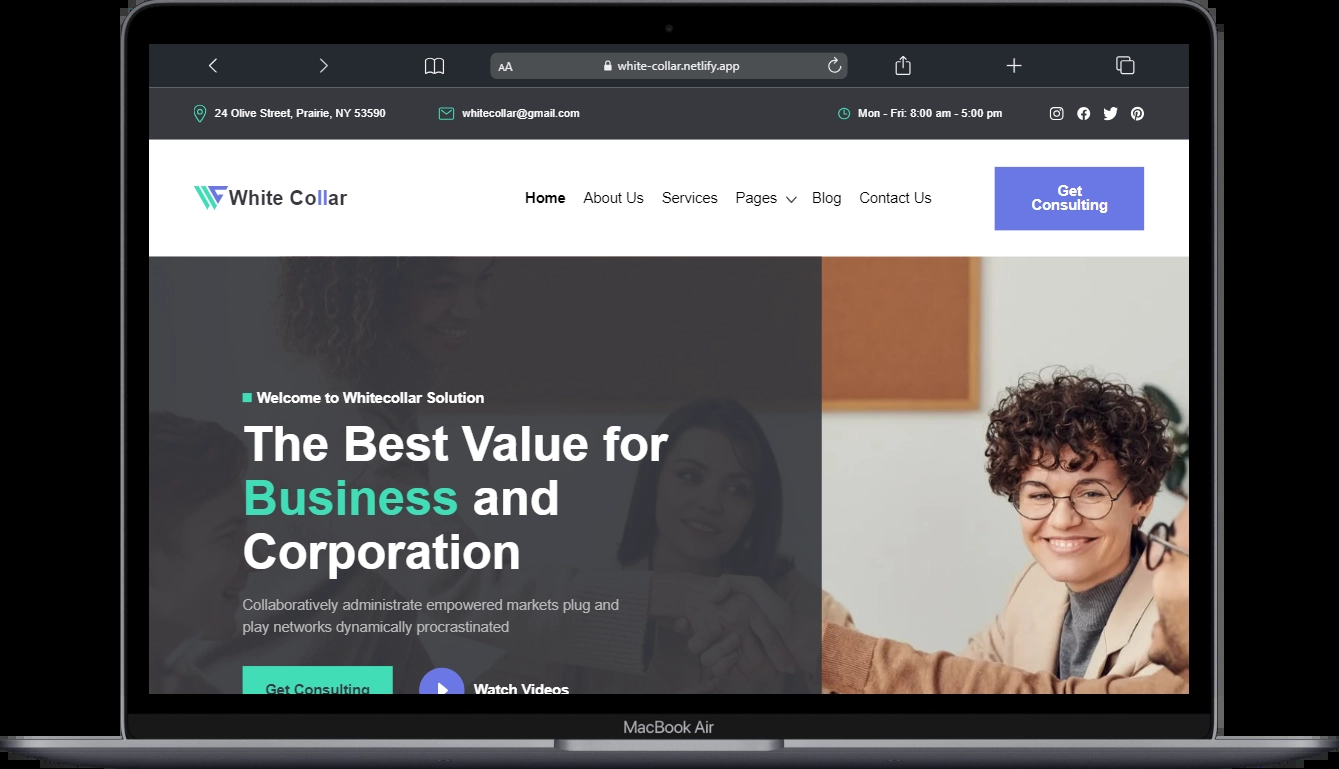 AA white-collar.netlify.app
24 Olive Street, Prairie, NY 53590 whitecollar@gmail.com Mon - Fri: 8:00 am - 5:00 pm
White Collar Home About Us Services Pages Blog Contact Us Get
Consulting
Welcome to Whitecollar Solution
The Best Value for
Business and
Corporation
Collaboratively administrate empowered markets plug and
play networks dynamically procrastinated
Get Consulting Watch Videos
MacBook Air